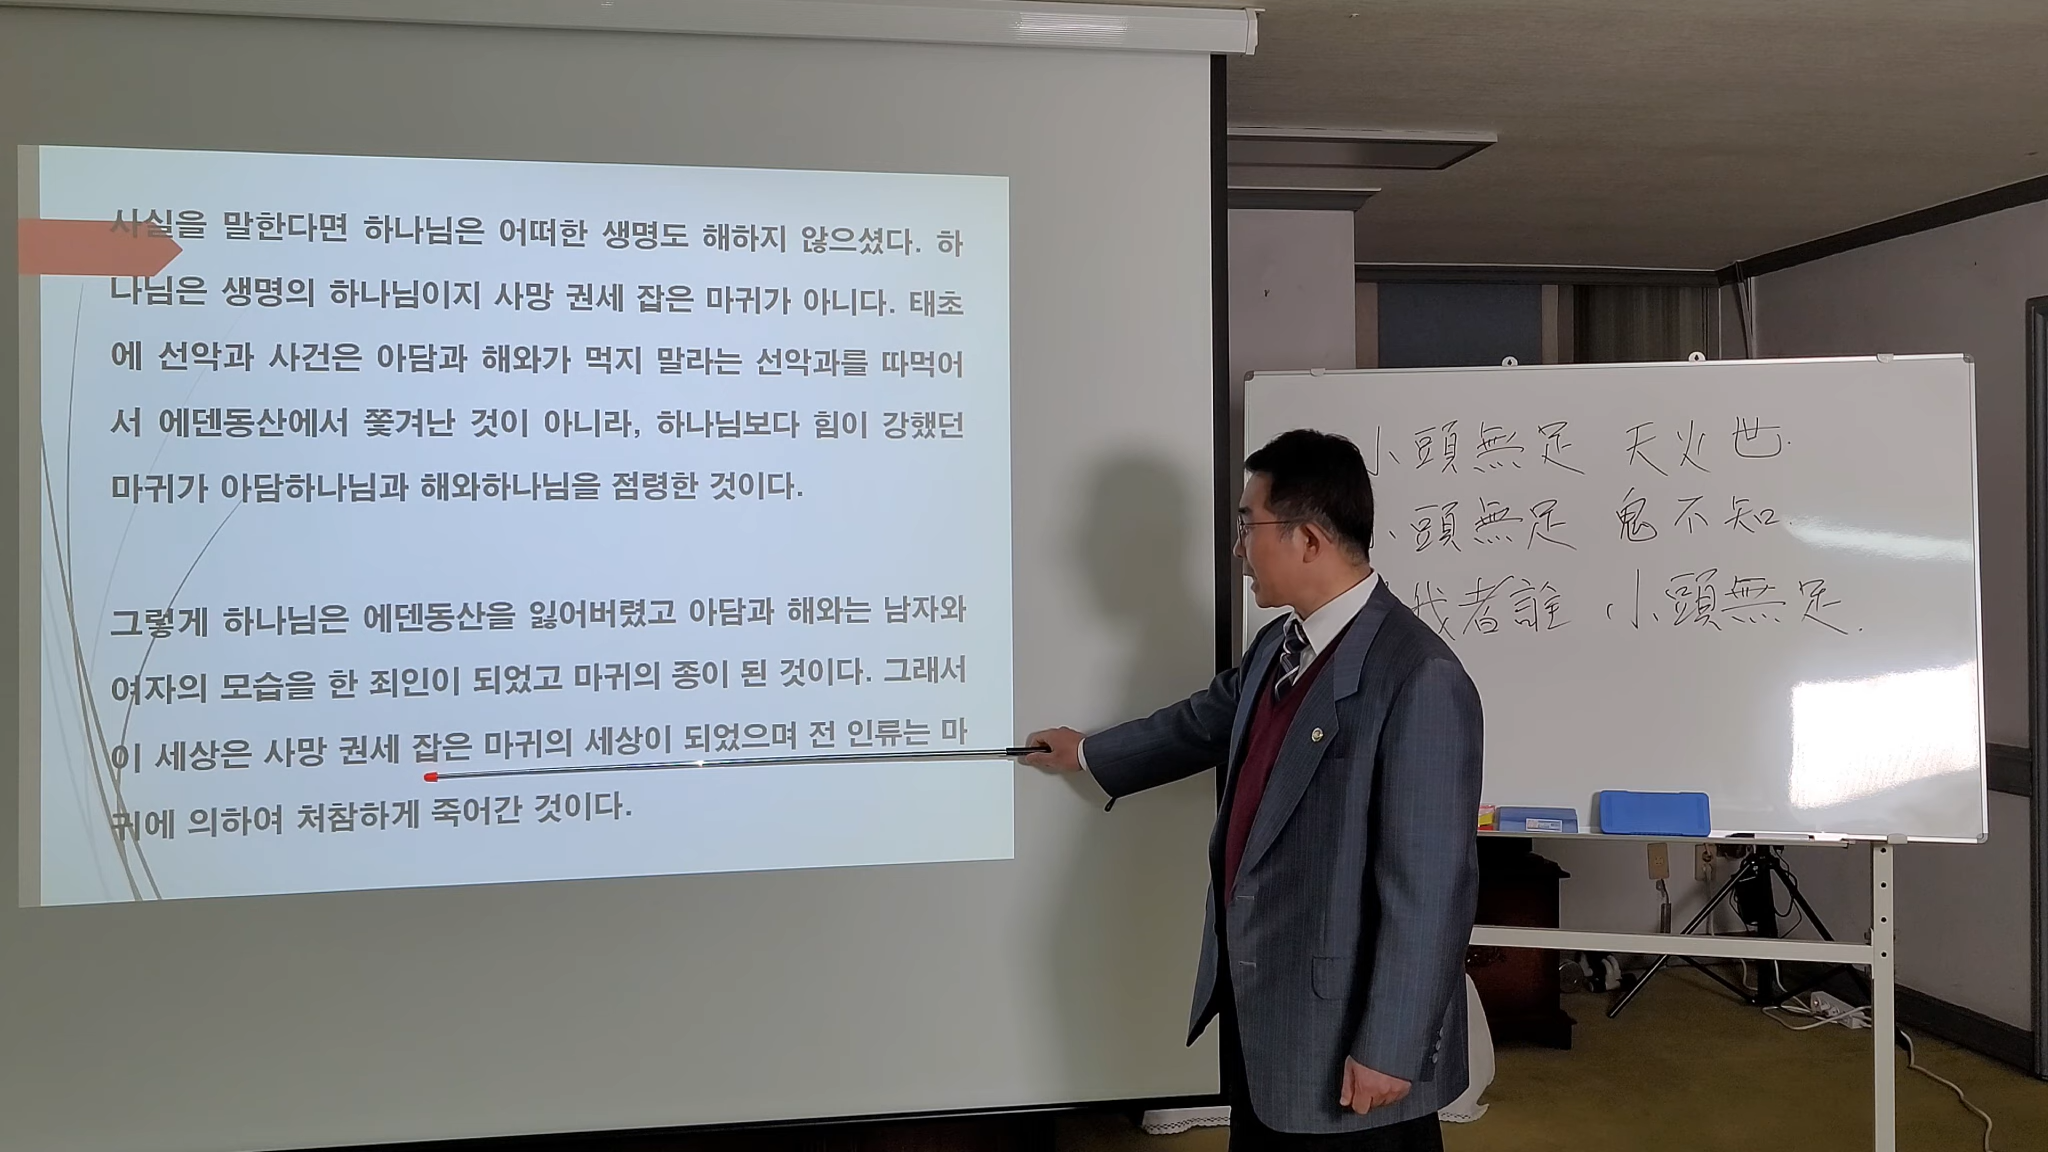 사실을 말한다면 하나님은 어떠한 생명도 해하지 않으셨다. 하
나님은 생명의 하나님이지 사망 권세 잡은 마귀가 아니다. 태초
에 선악과 사건은 아담과 해와가 먹지 말라는 선악과를 따먹어
서 에덴동산에서 쫓겨난 것이 아니라, 하나님보다 힘이 강했던
마귀가 아담하나님과 해와하나님을 점령한 것이다.
그렇게 하나님은 에덴동산을 잃어버렸고 아담과 해와는 남자와
여자의 모습을 한 죄인이 되었고 마귀의 종이 된 것이다. 그래서
이 세상은 사망 권세 잡은 마귀의 세상이 되었으며 전 인류는 마
귀에 의하여 처참하게 죽어간 것이다.
小頭無足 天火世.
小頭無足 鬼不知.
我者誰 小頭無足.